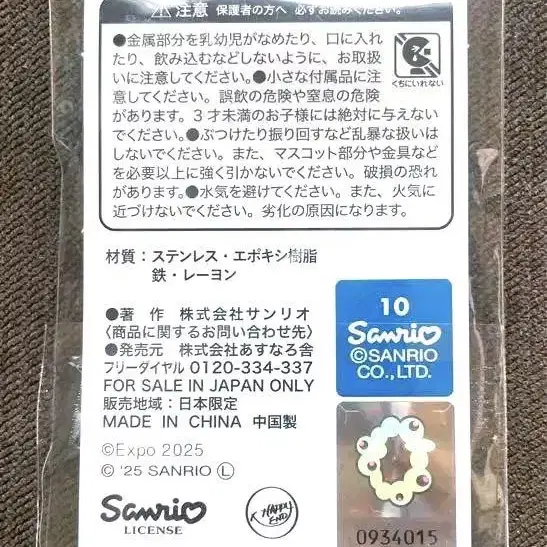 注意 保護者の方へ 必ずお読みください。
●金属部分を乳幼児がなめたり、口に入れ
たり、飲み込むなどしないように、お取扱
いに注意してください。●小さな付属品に注
意してください。誤飲の危険や窒息の危険
があります。3才未満のお子様には絶対に与えない
でください。●ぶつけたり振り回すなど乱暴な扱いは
しないでください。また、マスコット部分や金具など
を必要以上に強く引かないでください。破損の恐れ
があります。●水気を避けてください。また、火気に
近づけないでください。劣化の原因になります。
くちにいれない
材質:ステンレス・エポキシ樹脂
鉄・レーヨン
●著 作 株式会社サンリオ
〈商品に関するお問い合わせ先〉
●発売元 株式会社あすなろ舎
フリーダイヤル 0120-334-337
FOR SALE IN JAPAN ONLY
販売地域:日本限定
MADE IN CHINA 中国製
©Expo 2025
© '25 SANRIO Ⓛ
Sanrio
LICENSE
K HAPPY
END
10
Sanrio
©SANRIO
CO.,LTD.
0934015